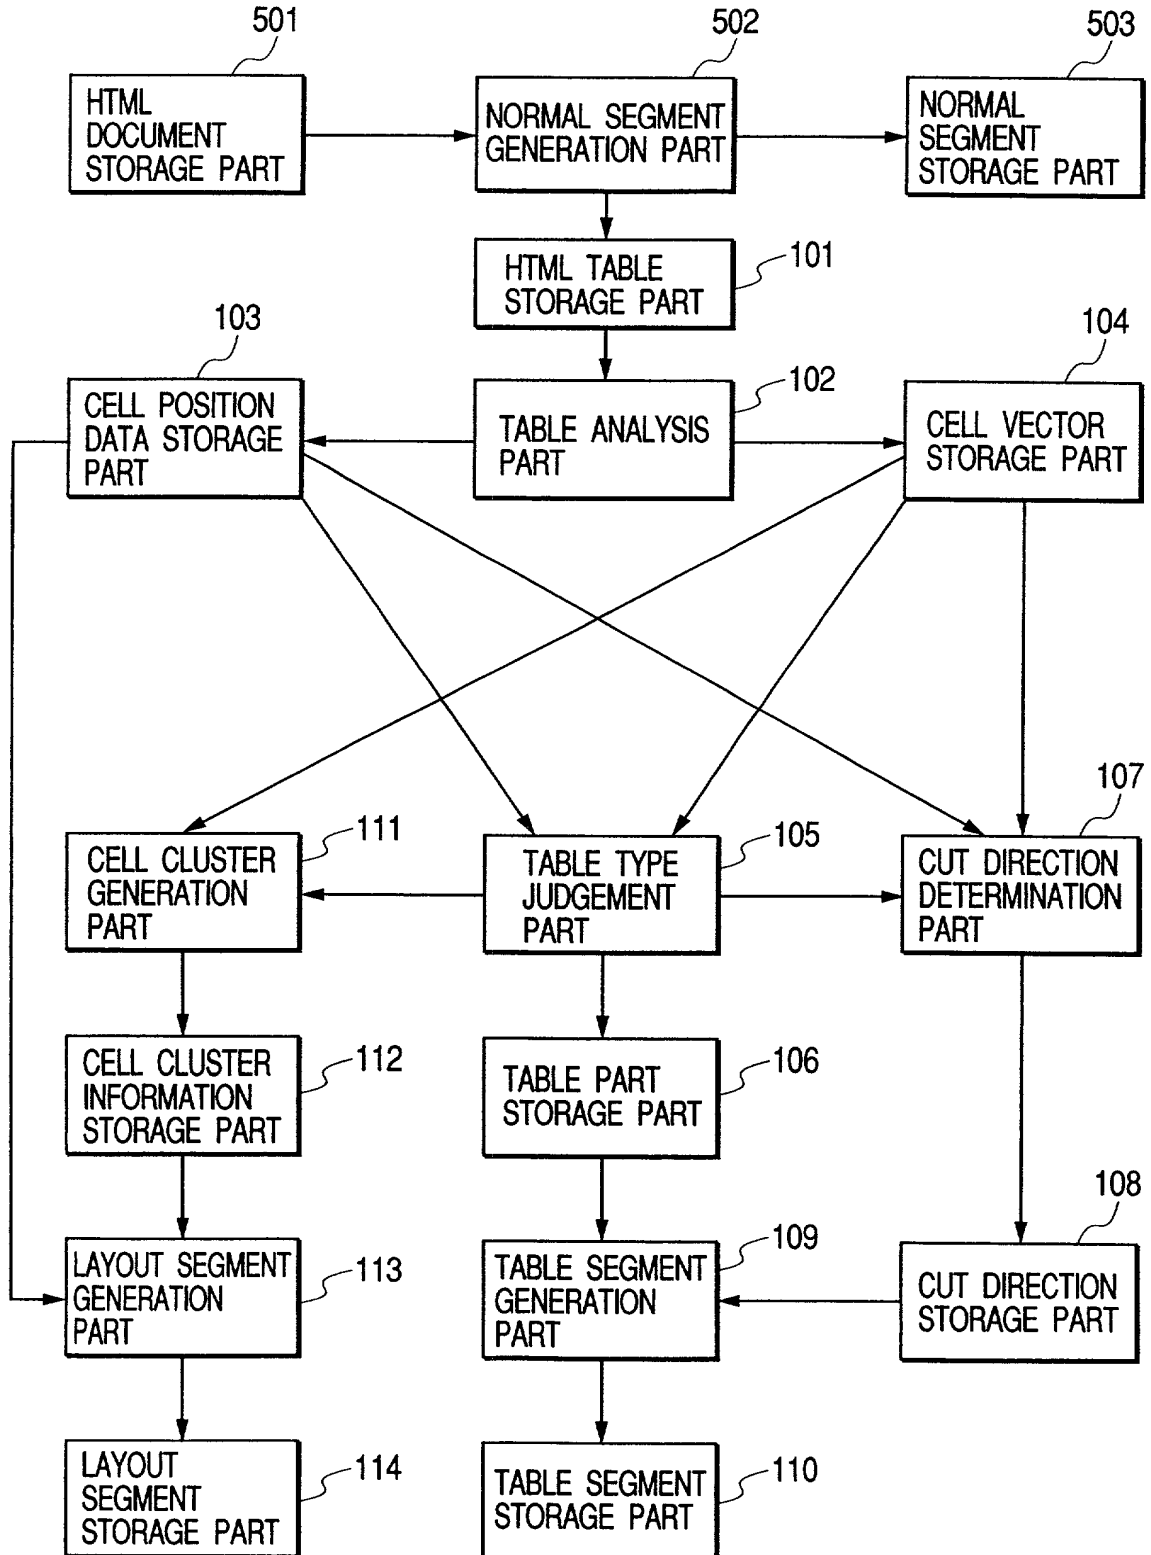 501
502
503
HTML
DOCUMENT
STORAGE PART
NORMAL SEGMENT
GENERATION PART
NORMAL
SEGMENT
STORAGE PART
101
HTML TABLE
STORAGE PART
103
104
102
CELL POSITION
DATA STORAGE
PART
TABLE ANALYSIS
PART
CELL VECTOR
STORAGE PART
107
111
105
CELL CLUSTER
GENERATION
PART
TABLE TYPE
JUDGEMENT
PART
CUT DIRECTION
DETERMINATION
PART
112
106
CELL CLUSTER
INFORMATION
STORAGE PART
TABLE PART
STORAGE PART
108
113
109
LAYOUT SEGMENT
GENERATION
PART
TABLE SEGMENT
GENERATION
PART
CUT DIRECTION
STORAGE PART
114
110
LAYOUT
SEGMENT
STORAGE PART
TABLE SEGMENT
STORAGE PART